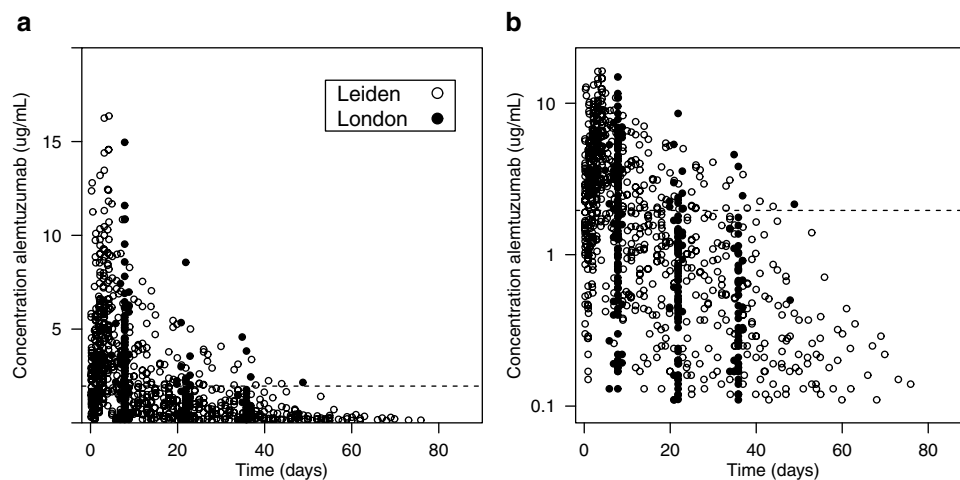 a
b
Leiden
London
Concentration alemtuzumab (ug/mL)
15
10
5
0 20 40 60 80
Time (days)
Concentration alemtuzumab (ug/mL)
10
1
0.1
0 20 40 60 80
Time (days)